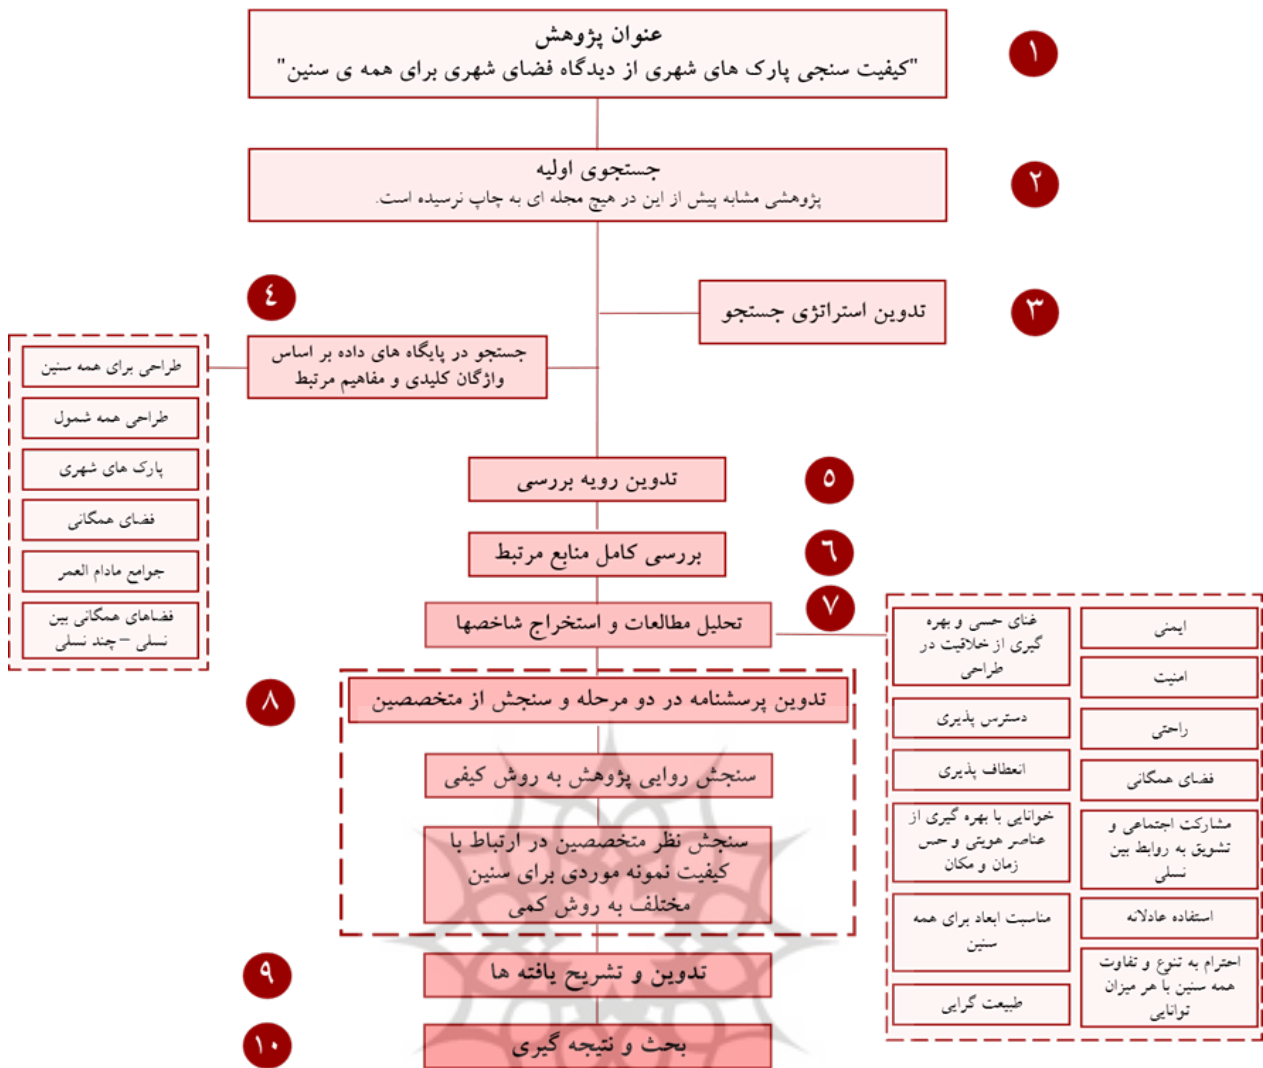 عنوان پژوهش
"کیفیت سنجی پارک های شهری از دیدگاه فضای شهری برای همه ی سنین"
۱
جستجوی اولیه
پژوهشی مشابه پیش از این در هیچ مجله ای به چاپ نرسیده است.
۲
تدوین استراتژی جستجو
۳
٤
جستجو در پایگاه های داده بر اساس
واژگان کلیدی و مفاهیم مرتبط
طراحی برای همه سنین
طراحی همه شمول
پارک های شهری
فضای همگانی
جوامع مادام العمر
فضاهای همگانی بین
نسلی – چند نسلی
تدوین رویه بررسی
٥
بررسی کامل منابع مرتبط
٦
تحلیل مطالعات و استخراج شاخصها
۷
ایمنی
امنیت
راحتی
فضای همگانی
مشارکت اجتماعی و
تشویق به روابط بین
نسلی
استفاده عادلانه
احترام به تنوع و تفاوت
همه سنین با هر میزان
توانایی
غنای حسی و بهره
گیری از خلاقیت در
طراحی
دسترس پذیری
انعطاف پذیری
خوانایی با بهره گیری از
عناصر هویتی و حس
زمان و مکان
مناسبت ابعاد برای همه
سنین
طبیعت گرایی
۸
تدوین پرسشنامه در دو مرحله و سنجش از متخصصین
سنجش روایی پژوهش به روش کیفی
سنجش نظر متخصصین در ارتباط با
کیفیت نمونه موردی برای سنین
مختلف به روش کمی
۹
تدوین و تشریح یافته ها
۱۰
بحث و نتیجه گیری